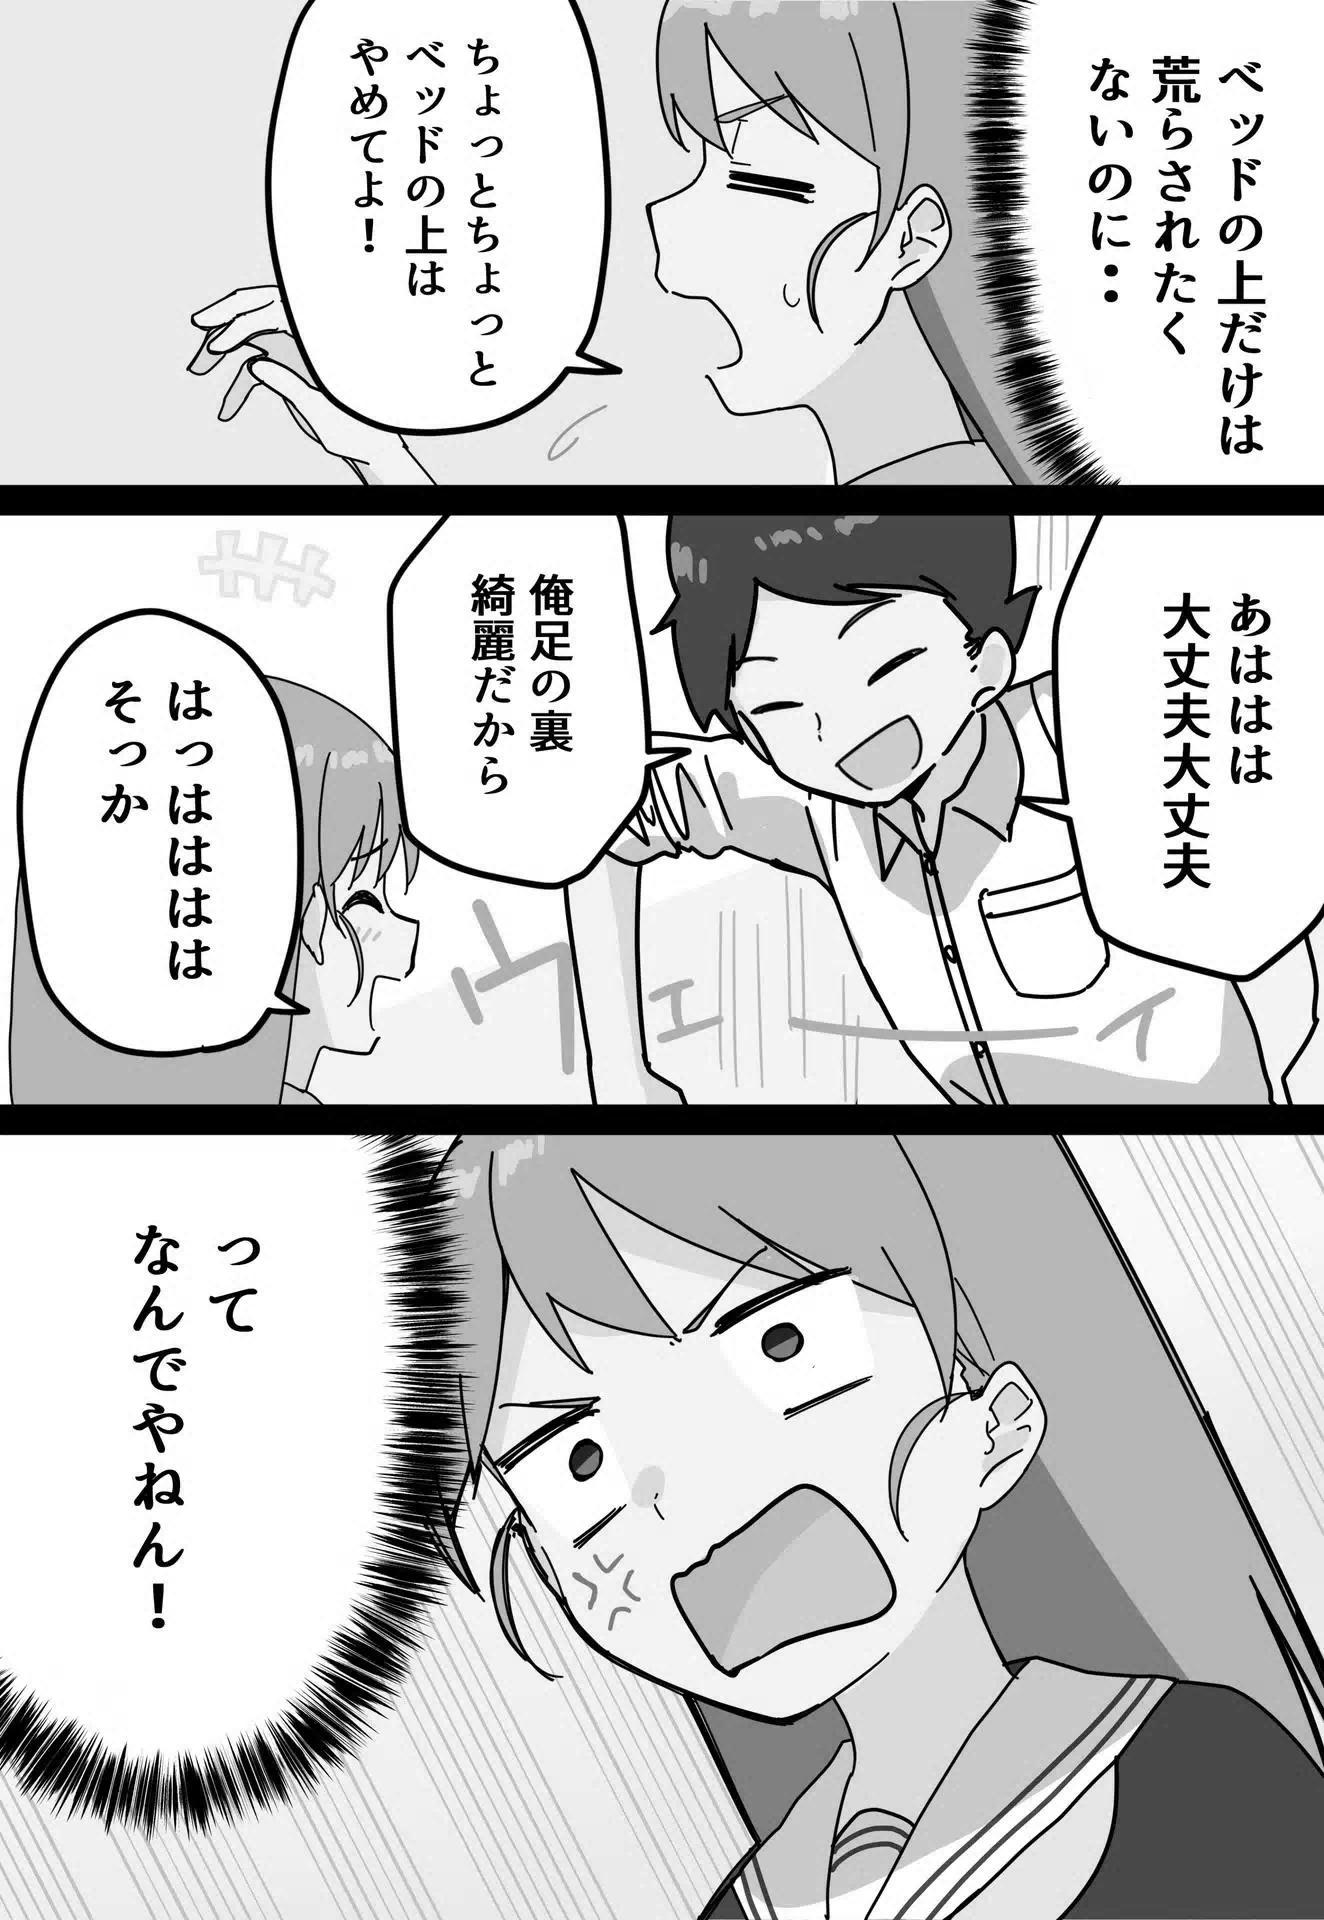 ベッドの上だけは
荒らされたく
ないのに・・
ちょっとちょっと
ベッドの上は
やめてよ！
あははは
大丈夫大丈夫
俺足の裏
綺麗だから
ウェーイ
はっはははは
そっか
って
なんでやねん！